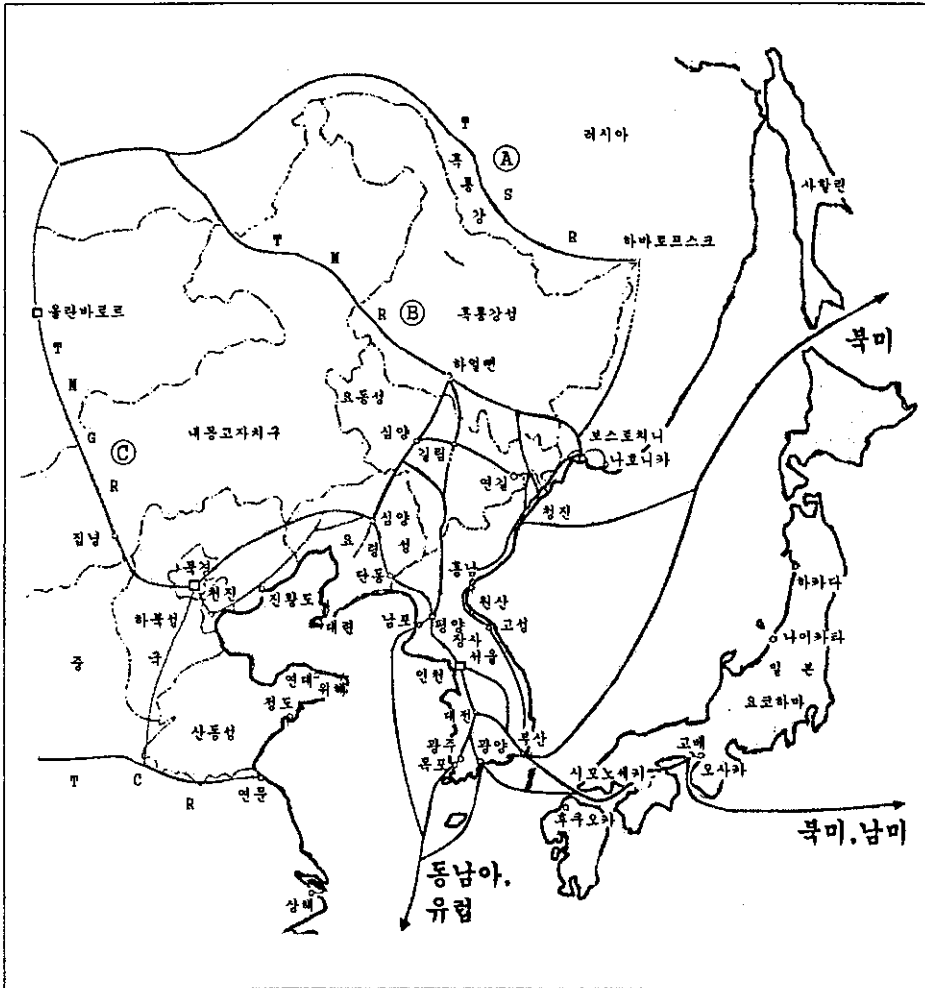 러시아
T
Ⓐ
흑
룡
강
S
R
사할린
하바로프스크
T
M
R
Ⓑ
흑룡강성
울란바토르
북미
T
M
G
R
Ⓒ
하얼삔
요동성
내몽고자치구
심양
길림
보스토치니
나호니카
연길
청진
집녕
심양
요
령
성
북경
천진
단동
흥남
진황도
원산
하카다
하북성
대련
남포
평양
고성
장사
나이카타
중
국
서울
인천
일 본
연대
위해
청도
요코하마
대전
산동성
광주
광양
부산
고베
목포
시모노세키
오사카
T
C
R
연문
후쿠오카
북미,남미
동남아,
유럽
상해